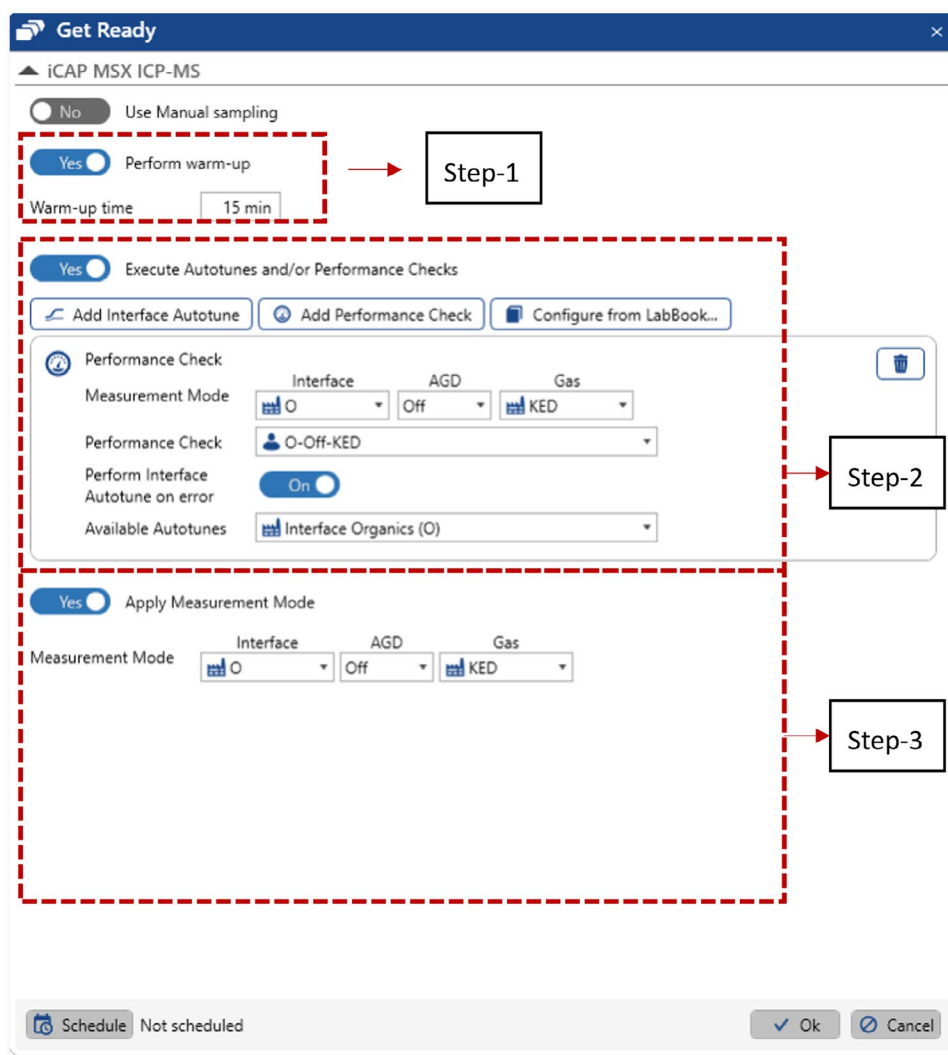 Get Ready
iCAP MSX ICP-MS
No Use Manual sampling
Yes Perform warm-up
Step-1
Warm-up time 15 min
Yes Execute Autotunes and/or Performance Checks
Add Interface Autotune Add Performance Check Configure from LabBook...
Performance Check
Interface AGD Gas
Measurement Mode O Off KED
Performance Check O-Off-KED
Perform Interface
Autotune on error
On
Step-2
Available Autotunes Interface Organics (O)
Yes Apply Measurement Mode
Interface AGD Gas
Measurement Mode O Off KED
Step-3
Schedule Not scheduled Ok Cancel